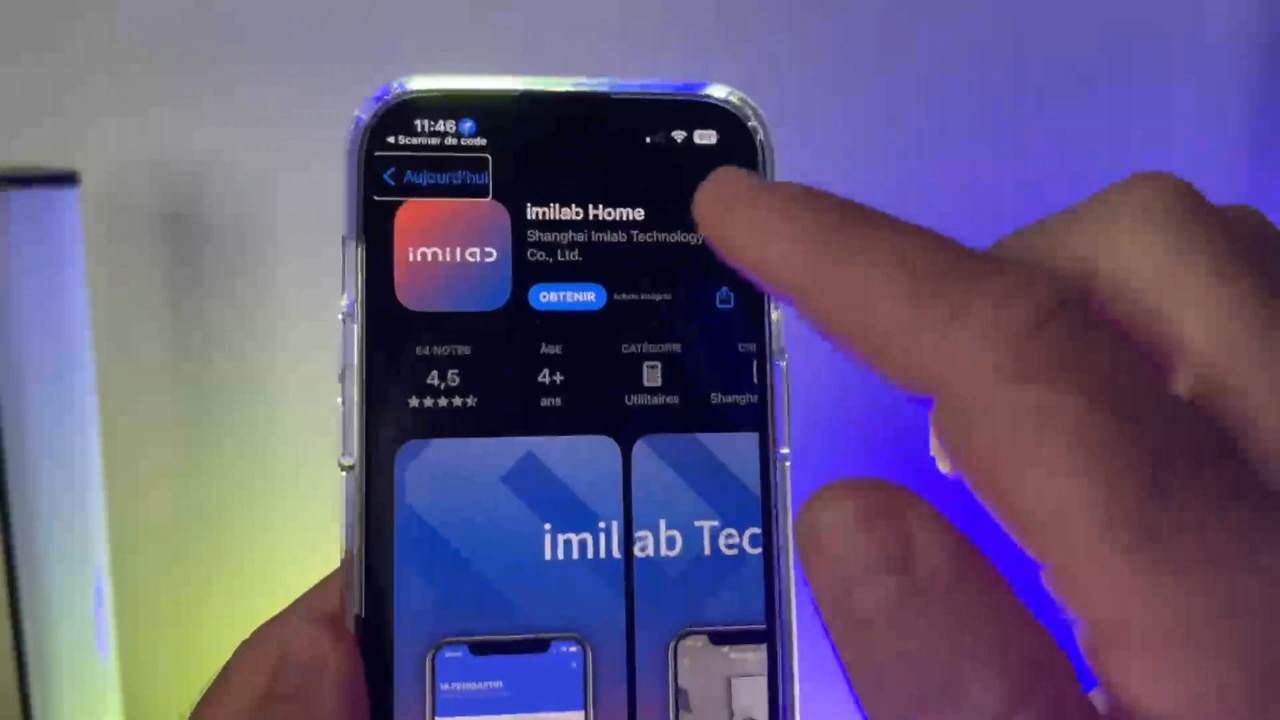 11:46
◀ Scanner de code
Aujourd'hui
imilab
imilab Home
Shanghai Imlab Technology
Co., Ltd.
OBTENIR
Achats intégrés
64 NOTES
ÂGE
CATÉGORIE
4,5
4+
ans
Utilitaires
Shangha
imilab Tec